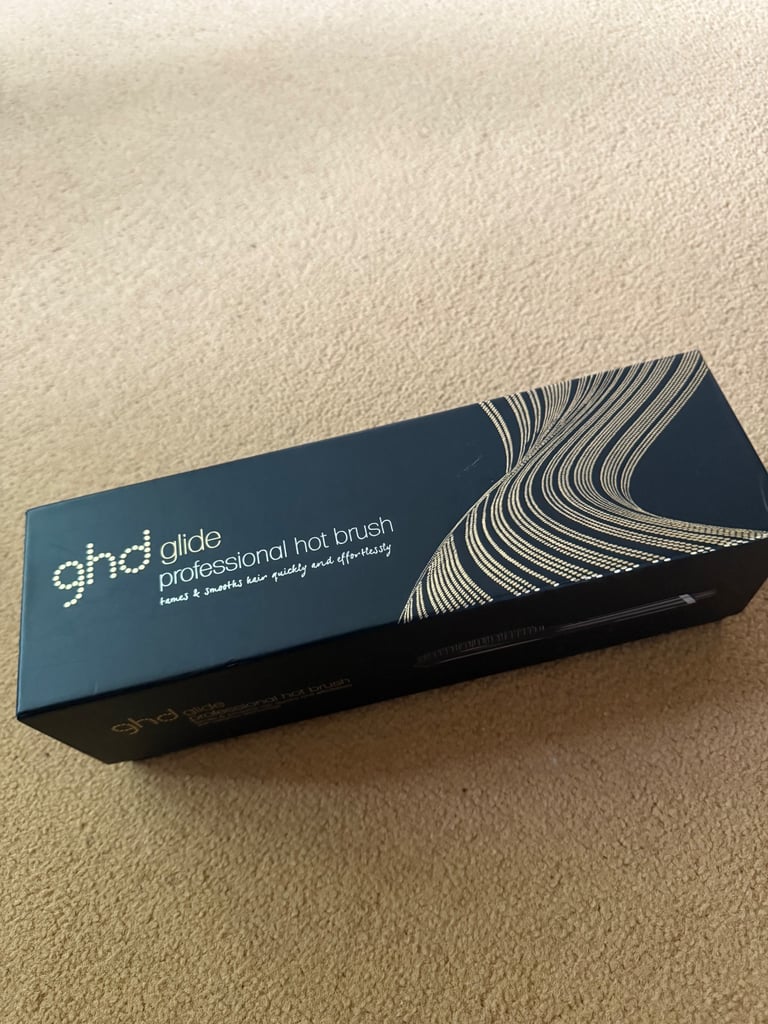 ghd glide
professional hot brush
tames & smooths hair quickly and effortlessly
ghd glide
professional hot brush